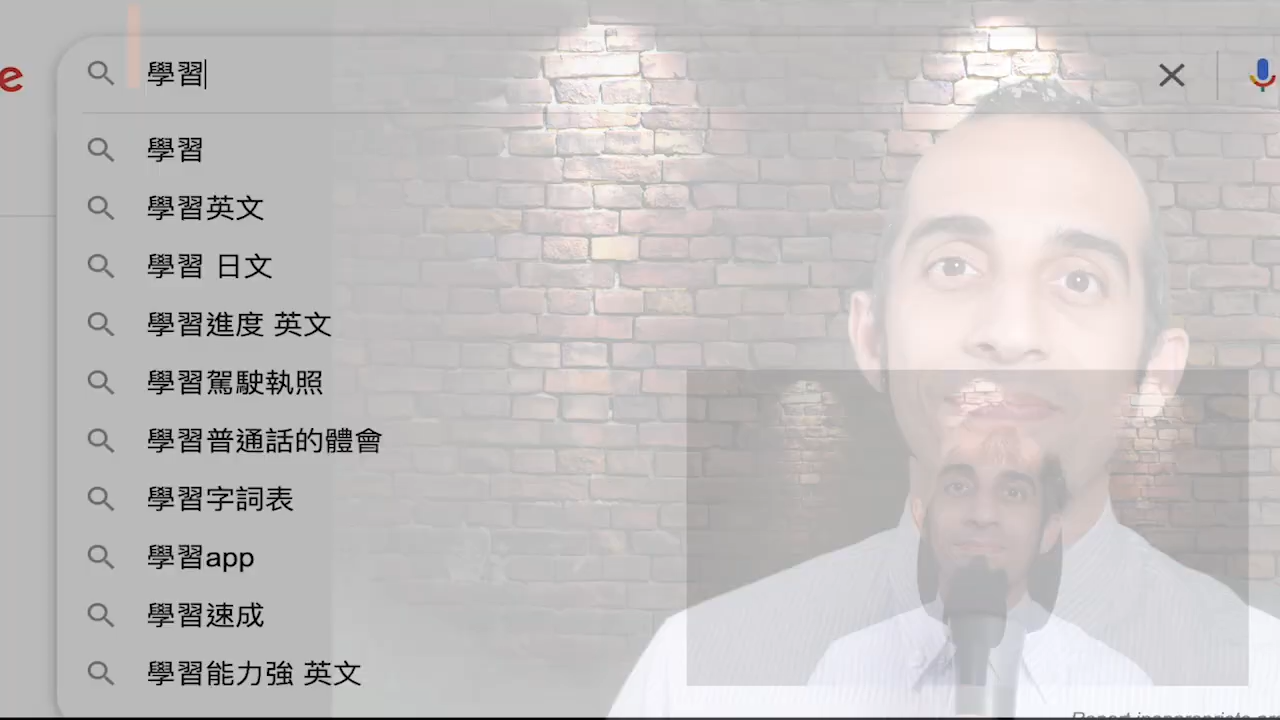 e
學習
學習
學習英文
學習 日文
學習進度 英文
學習駕駛執照
學習普通話的體會
學習字詞表
學習app
學習速成
學習能力強 英文